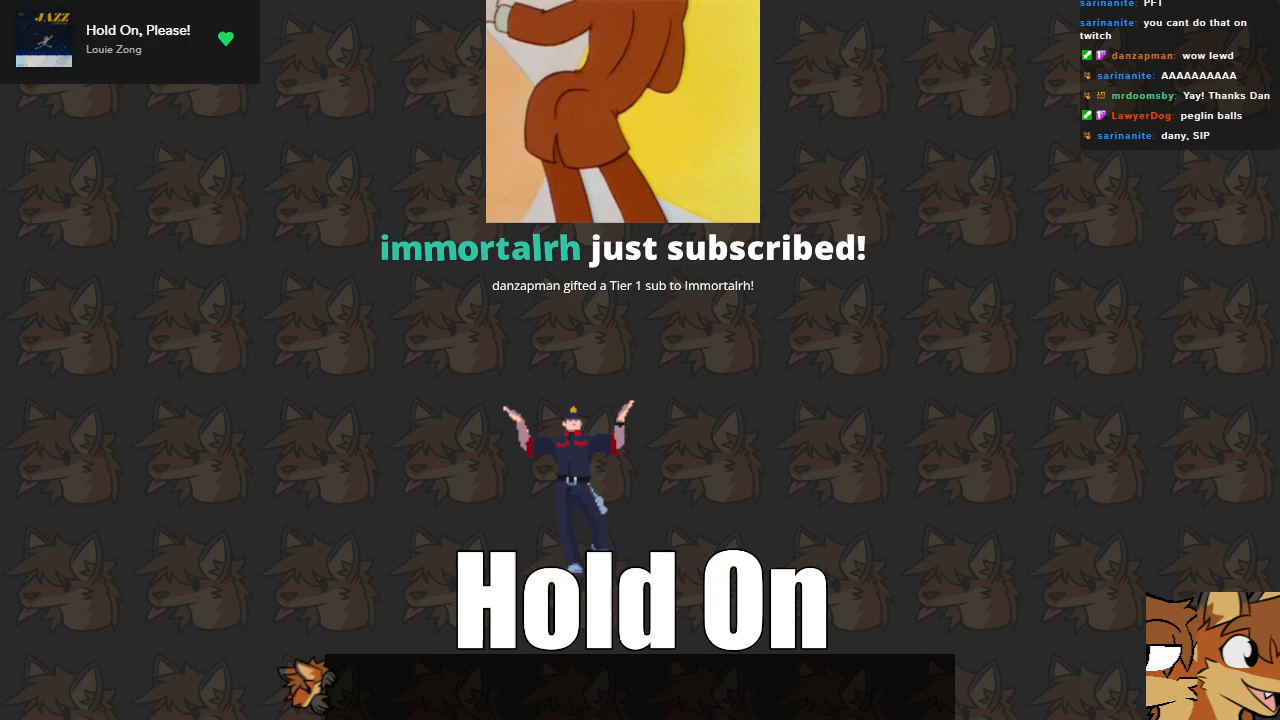 JAZZ
Hold On, Please!
Louie Zong
sarinanite: PFT
sarinanite: you cant do that on
twitch
danzapman: wow lewd
sarinanite: AAAAAAAAAA
mrdoomsby: Yay! Thanks Dan
LawyerDog: peglin balls
sarinanite: dany, SIP
immortalrh just subscribed!
danzapman gifted a Tier 1 sub to Immortalrh!
Hold On